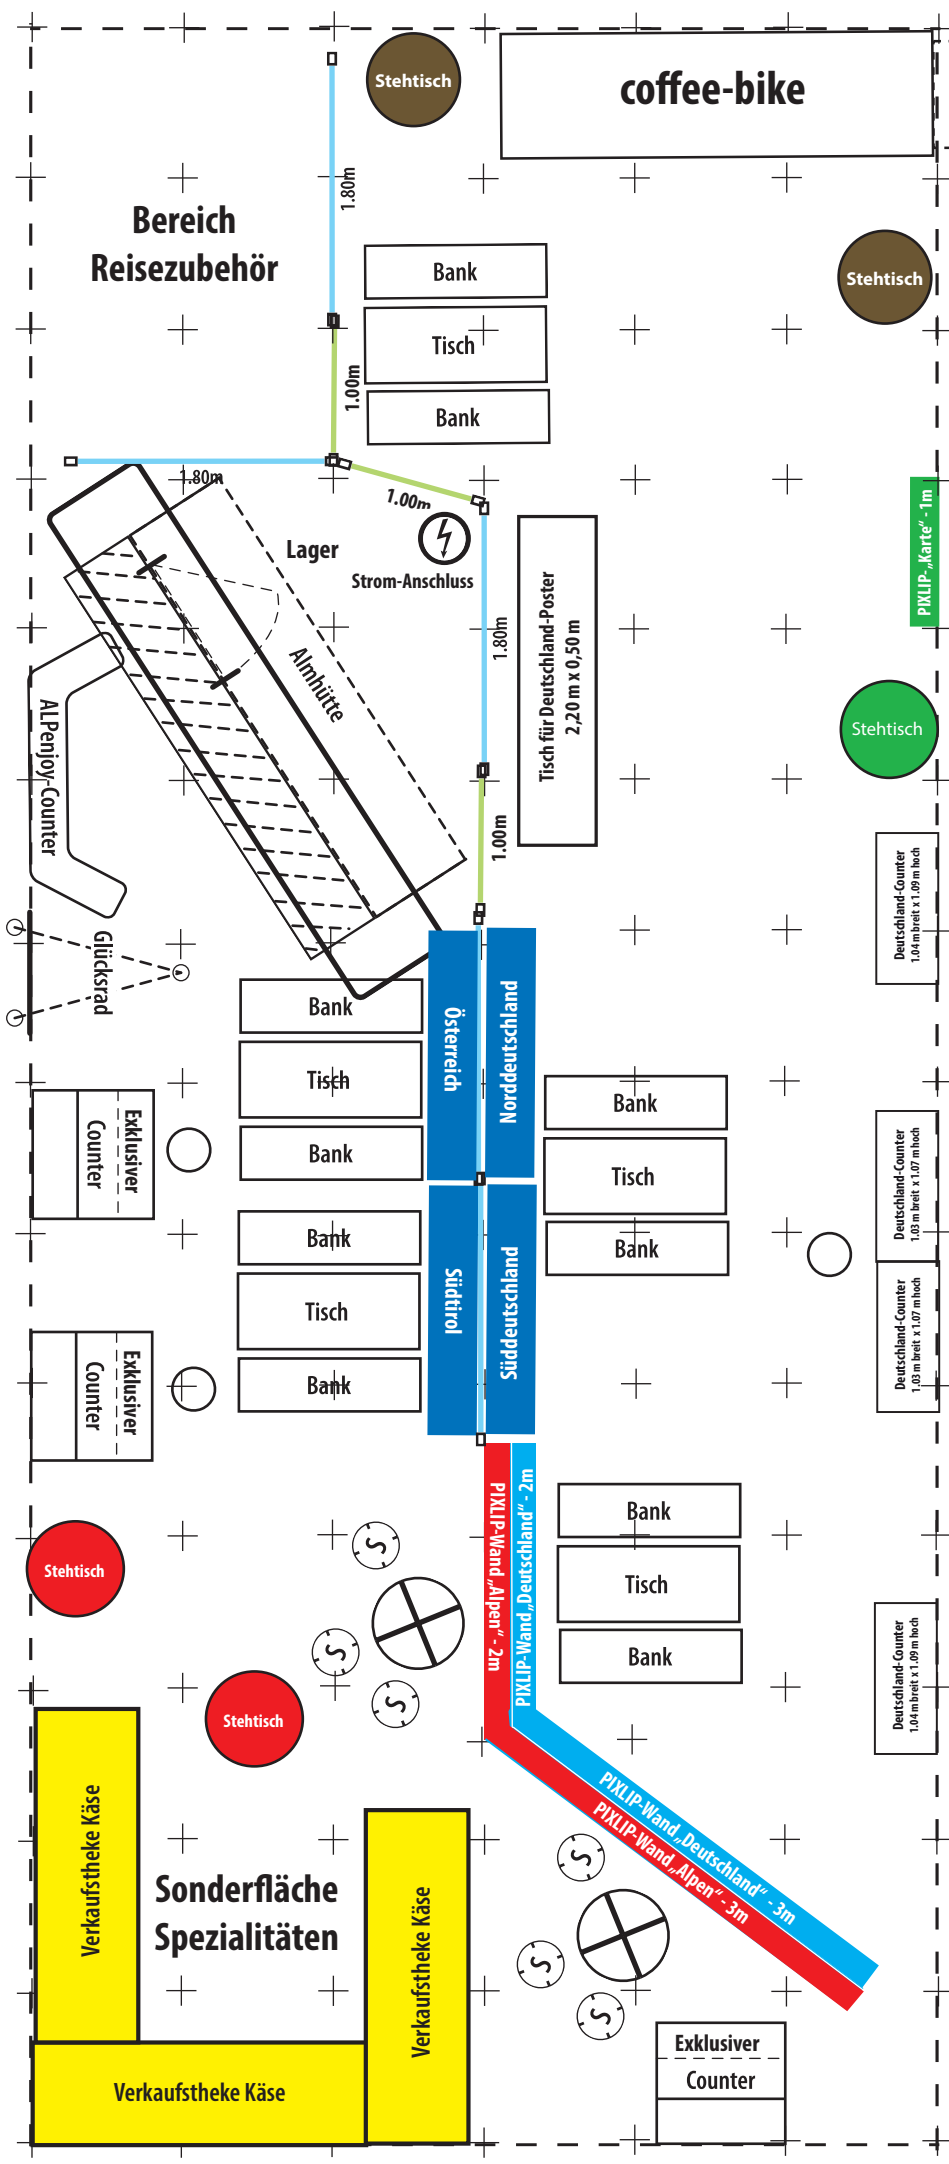 Stehtisch
coffee-bike
1.80m
Bereich
Reisezubehör
Bank
Stehtisch
Tisch
1.00m
Bank
1.80m
1.00m
PIXLIP-„Karte“ - 1m
Lager
Strom-Anschluss
Tisch für Deutschland-Poster
2,20 m x 0,50 m
1.80m
Almhütte
ALPenjoy-Counter
Stehtisch
1.00m
Deutschland-Counter
1.04 m breit x 1.09 m hoch
Glücksrad
Bank
Österreich
Norddeutschland
Tisch
Bank
Exklusiver
Counter
Bank
Tisch
Bank
Deutschland-Counter
1.03 m breit x 1.07 m hoch
Bank
Tisch
Bank
Südtirol
Süddeutschland
Deutschland-Counter
1.03 m breit x 1.07 m hoch
Exklusiver
Counter
PIXLIP-Wand „Alpen“ - 2m
PIXLIP-Wand „Deutschland“ - 2m
Bank
Tisch
Bank
Stehtisch
S
S
S
Stehtisch
Deutschland-Counter
1.04 m breit x 1.09 m hoch
PIXLIP-Wand „Deutschland“ - 3m
PIXLIP-Wand „Alpen“ - 3m
Verkaufstheke Käse
Sonderfläche
Spezialitäten
Verkaufstheke Käse
S
S
S
Exklusiver
Counter
Verkaufstheke Käse